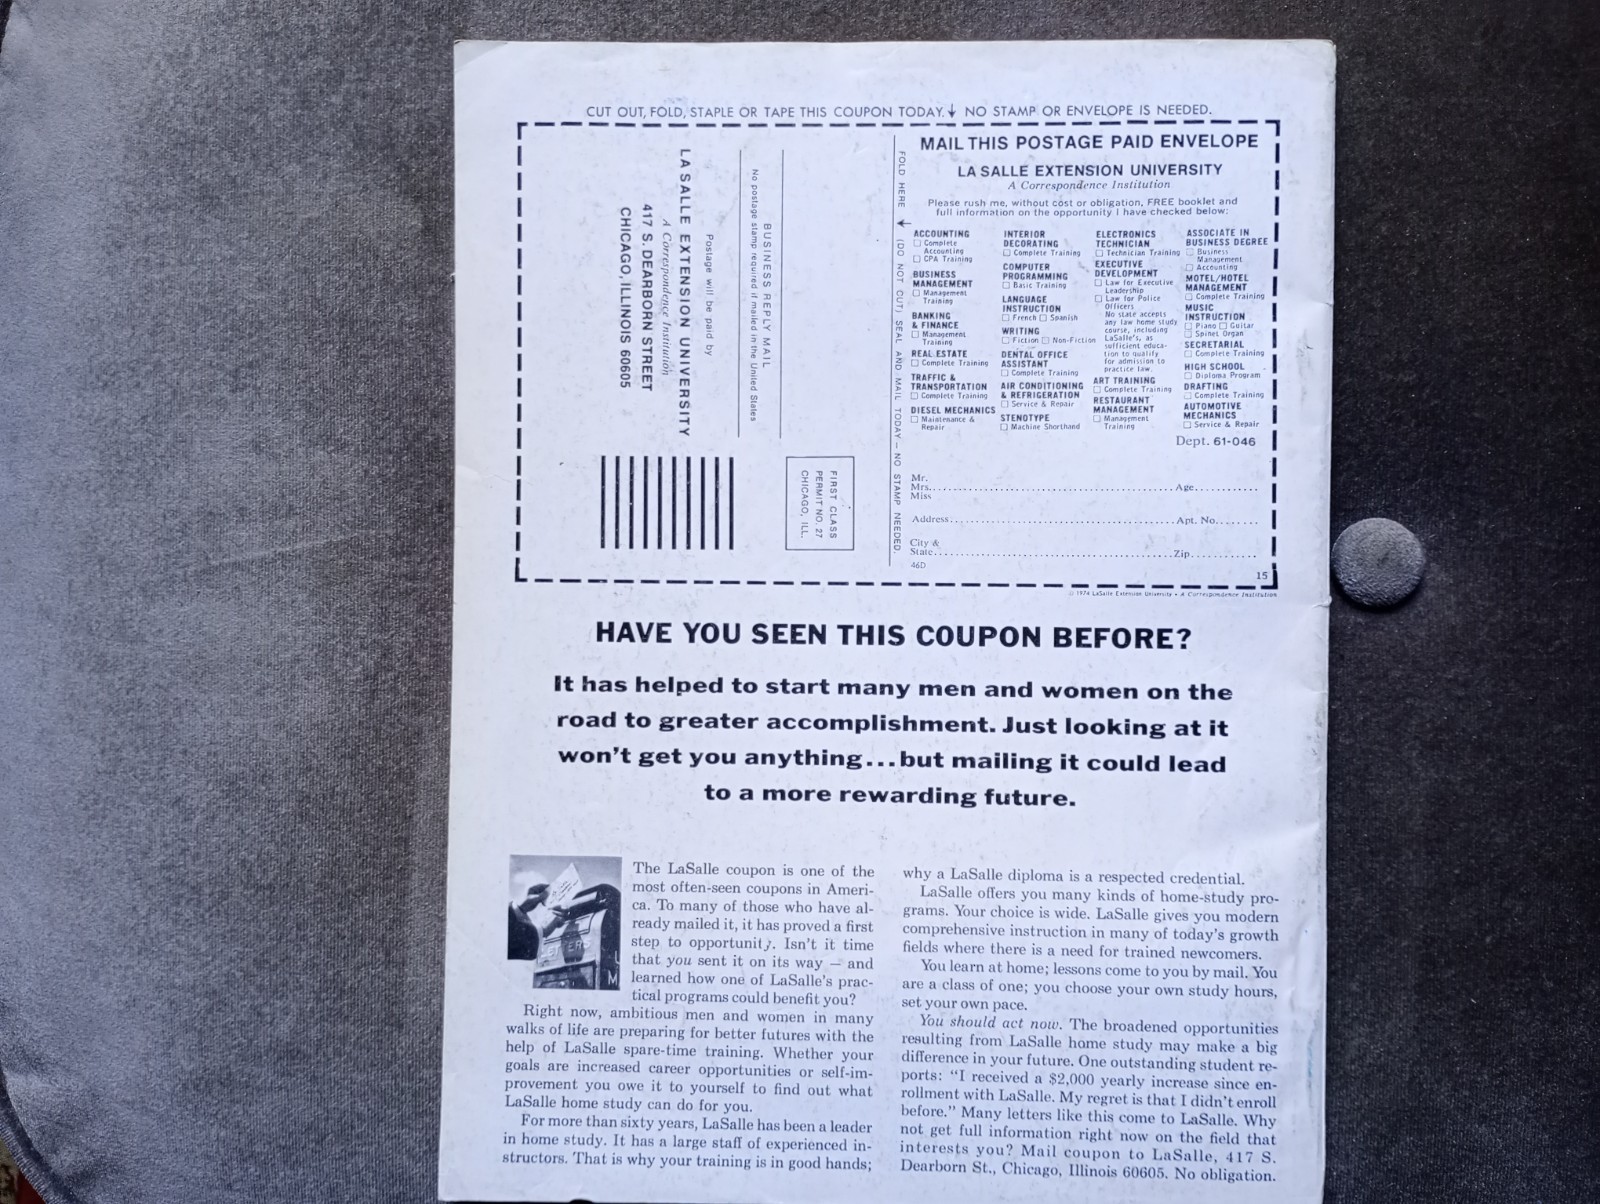 CUT OUT, FOLD, STAPLE OR TAPE THIS COUPON TODAY. ↓ NO STAMP OR ENVELOPE IS NEEDED.
BUSINESS REPLY MAIL
No postage stamp required if mailed in the United States
Postage will be paid by
LA SALLE EXTENSION UNIVERSITY
A Correspondence Institution
417 S. DEARBORN STREET
CHICAGO, ILLINOIS 60605
FIRST CLASS
PERMIT NO. 27
CHICAGO, ILL.
FOLD HERE ↓ (DO NOT CUT) SEAL AND MAIL TODAY — NO STAMP NEEDED.
MAIL THIS POSTAGE PAID ENVELOPE
LA SALLE EXTENSION UNIVERSITY
A Correspondence Institution
Please rush me, without cost or obligation, FREE booklet and
full information on the opportunity I have checked below:
ACCOUNTING
☐ Complete
Accounting
☐ CPA Training
BUSINESS
MANAGEMENT
☐ Management
Training
BANKING
& FINANCE
☐ Management
Training
REAL ESTATE
☐ Complete Training
TRAFFIC &
TRANSPORTATION
☐ Complete Training
DIESEL MECHANICS
☐ Maintenance &
Repair
INTERIOR
DECORATING
☐ Complete Training
COMPUTER
PROGRAMMING
☐ Basic Training
LANGUAGE
INSTRUCTION
☐ French ☐ Spanish
WRITING
☐ Fiction ☐ Non-Fiction
DENTAL OFFICE
ASSISTANT
☐ Complete Training
AIR CONDITIONING
& REFRIGERATION
☐ Service & Repair
STENOTYPE
☐ Machine Shorthand
ELECTRONICS
TECHNICIAN
☐ Technician Training
EXECUTIVE
DEVELOPMENT
☐ Law for Executive
Leadership
☐ Law for Police
Officers
No state accepts
any law home study
course, including
LaSalle's, as
sufficient educa-
tion to qualify
for admission to
practice law.
ART TRAINING
☐ Complete Training
RESTAURANT
MANAGEMENT
☐ Management
Training
ASSOCIATE IN
BUSINESS DEGREE
☐ Business
Management
☐ Accounting
MOTEL/HOTEL
MANAGEMENT
☐ Complete Training
MUSIC
INSTRUCTION
☐ Piano ☐ Guitar
☐ Spinet Organ
SECRETARIAL
☐ Complete Training
HIGH SCHOOL
☐ Diploma Program
DRAFTING
☐ Complete Training
AUTOMOTIVE
MECHANICS
☐ Service & Repair
Dept. 61-046
Mr.
Mrs. Age
Miss
Address Apt. No.
City &
State Zip
46D
15
© 1974 LaSalle Extension University • A Correspondence Institution
HAVE YOU SEEN THIS COUPON BEFORE?
It has helped to start many men and women on the
road to greater accomplishment. Just looking at it
won't get you anything...but mailing it could lead
to a more rewarding future.
The LaSalle coupon is one of the
most often-seen coupons in Ameri-
ca. To many of those who have al-
ready mailed it, it has proved a first
step to opportunity. Isn't it time
that you sent it on its way — and
learned how one of LaSalle's prac-
tical programs could benefit you?
Right now, ambitious men and women in many
walks of life are preparing for better futures with the
help of LaSalle spare-time training. Whether your
goals are increased career opportunities or self-im-
provement you owe it to yourself to find out what
LaSalle home study can do for you.
For more than sixty years, LaSalle has been a leader
in home study. It has a large staff of experienced in-
structors. That is why your training is in good hands;
why a LaSalle diploma is a respected credential.
LaSalle offers you many kinds of home-study pro-
grams. Your choice is wide. LaSalle gives you modern
comprehensive instruction in many of today's growth
fields where there is a need for trained newcomers.
You learn at home; lessons come to you by mail. You
are a class of one; you choose your own study hours,
set your own pace.
You should act now. The broadened opportunities
resulting from LaSalle home study may make a big
difference in your future. One outstanding student re-
ports: "I received a $2,000 yearly increase since en-
rollment with LaSalle. My regret is that I didn't enroll
before." Many letters like this come to LaSalle. Why
not get full information right now on the field that
interests you? Mail coupon to LaSalle, 417 S.
Dearborn St., Chicago, Illinois 60605. No obligation.